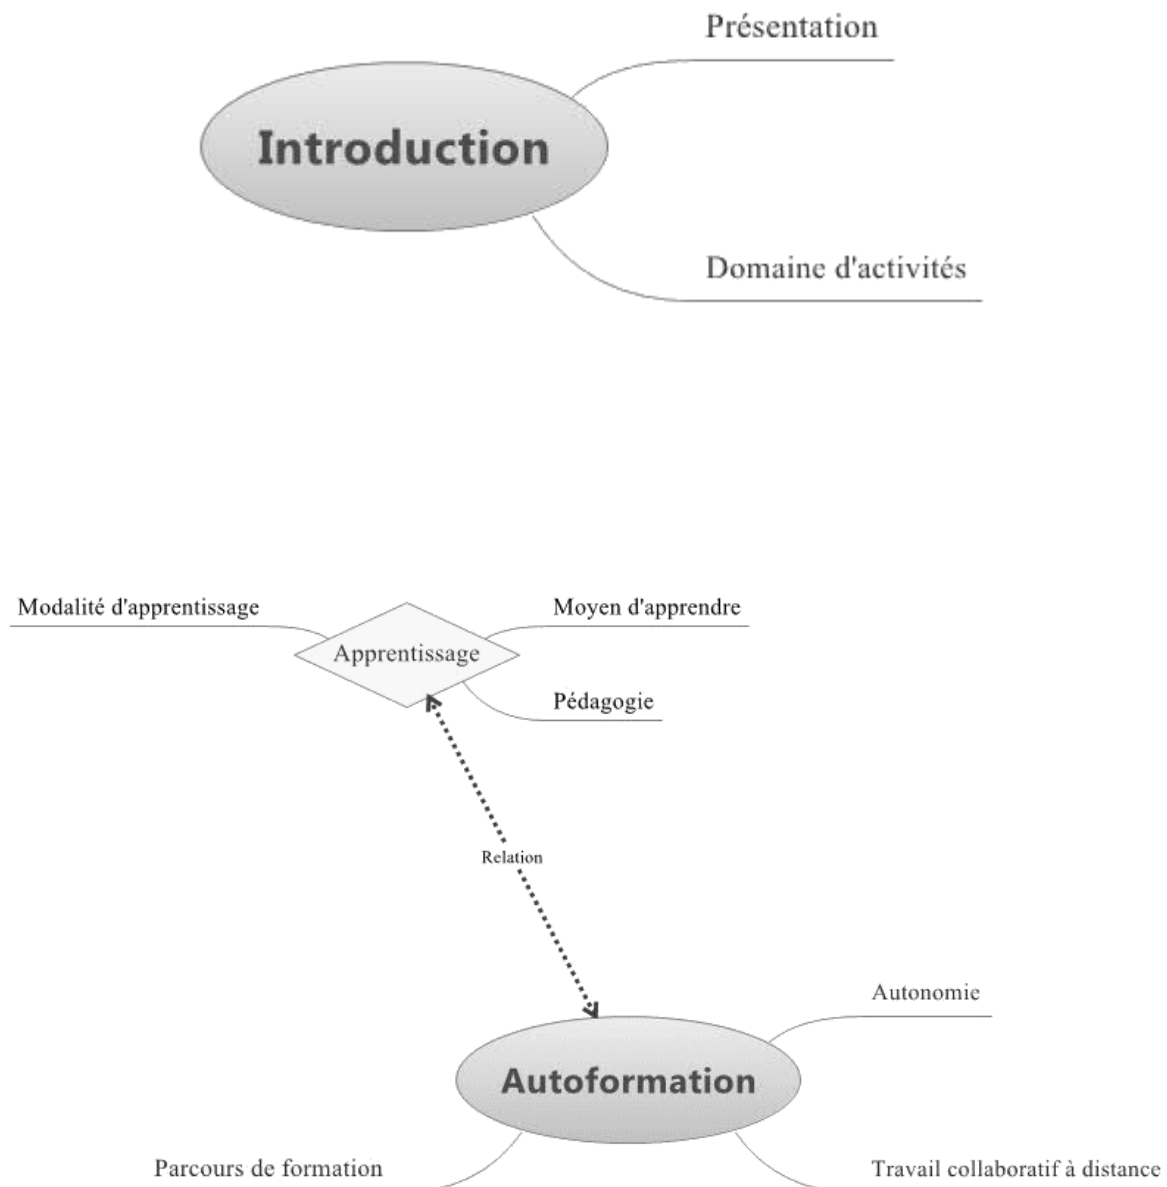 Présentation
Introduction
Domaine d'activités
Modalité d'apprentissage
Moyen d'apprendre
Apprentissage
Pédagogie
Relation
Autonomie
Autoformation
Parcours de formation
Travail collaboratif à distance